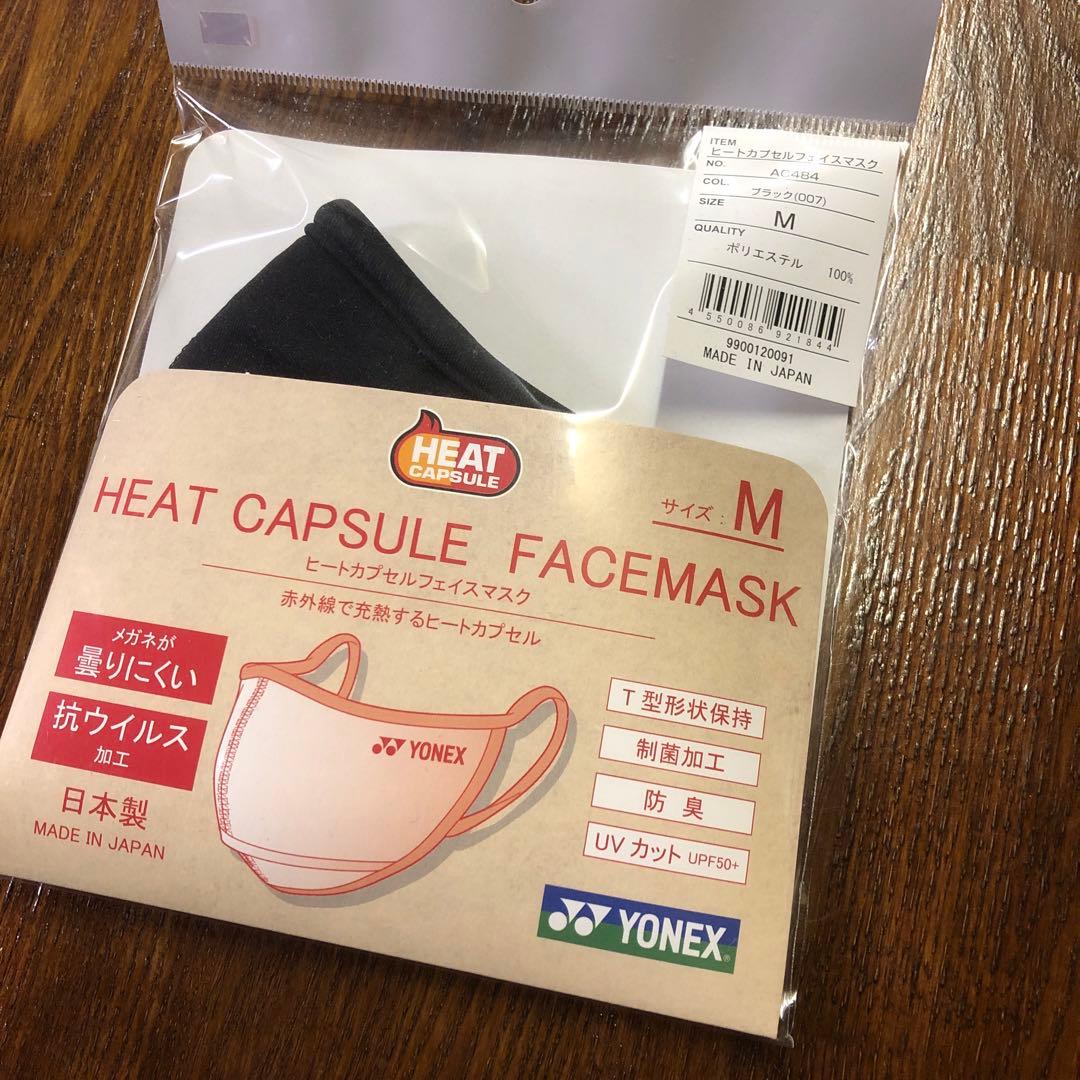 ITEM
ヒートカプセルフェイスマスク
NO.
AC484
COL.
ブラック(007)
SIZE
M
QUALITY
ポリエステル 100%
4 550086 921844
9900120091
MADE IN JAPAN
HEAT
CAPSULE
サイズ：M
HEAT CAPSULE FACEMASK
ヒートカプセルフェイスマスク
赤外線で充熱するヒートカプセル
メガネが
曇りにくい
抗ウイルス
加工
日本製
MADE IN JAPAN
YONEX
T型形状保持
制菌加工
防臭
UVカット UPF50+
YONEX®